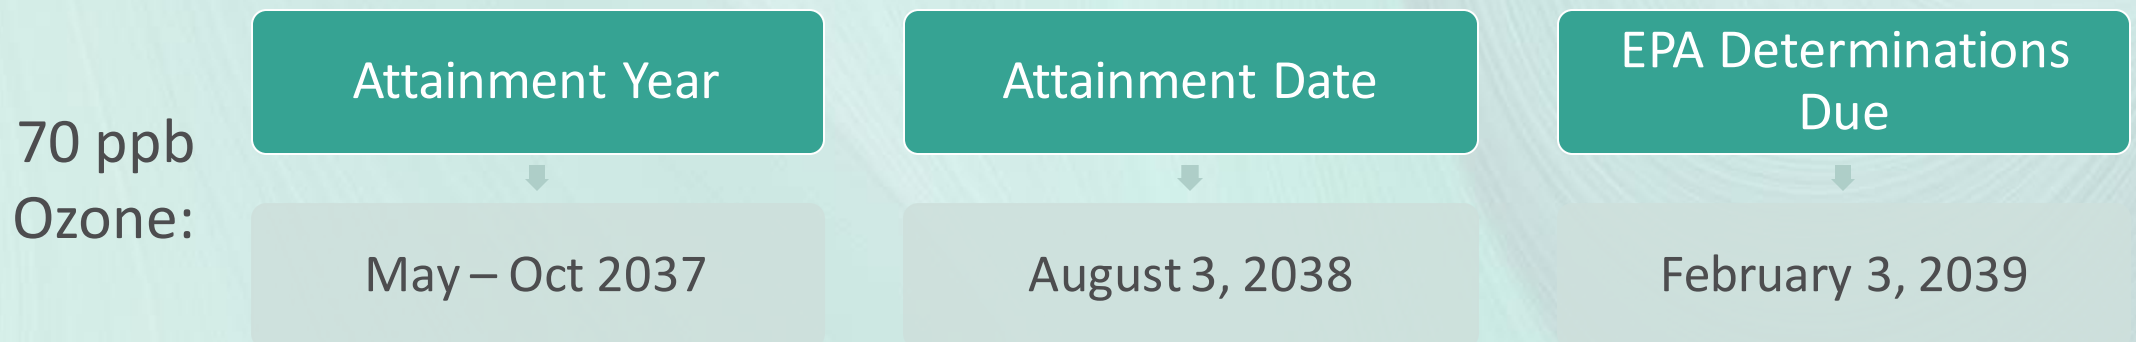 70 ppb
Ozone:
Attainment Year
May – Oct 2037
Attainment Date
August 3, 2038
EPA Determinations
Due
February 3, 2039